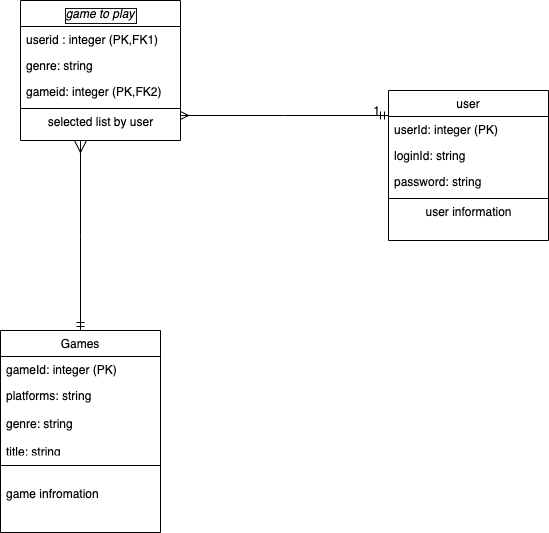 game to play
userid : integer (PK,FK1)
genre: string
gameid: integer (PK,FK2)
selected list by user
1
user
userId: integer (PK)
loginId: string
password: string
user information
Games
gameId: integer (PK)
platforms: string
genre: string
title: string
game infromation